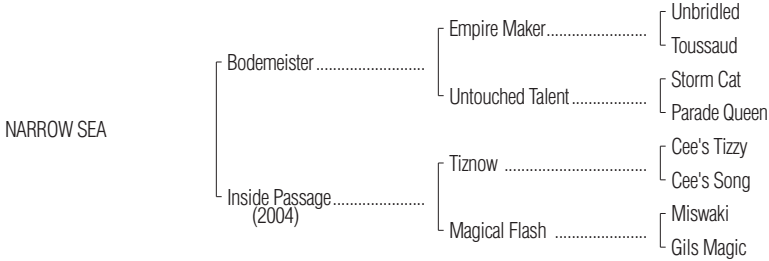 Unbridled
Empire Maker........................
Toussaud
Bodemeister..........................
Storm Cat
Untouched Talent..................
Parade Queen
NARROW SEA
Cee's Tizzy
Tiznow ..................................
Cee's Song
Inside Passage......................
(2004)
Miswaki
Magical Flash ......................
Gils Magic